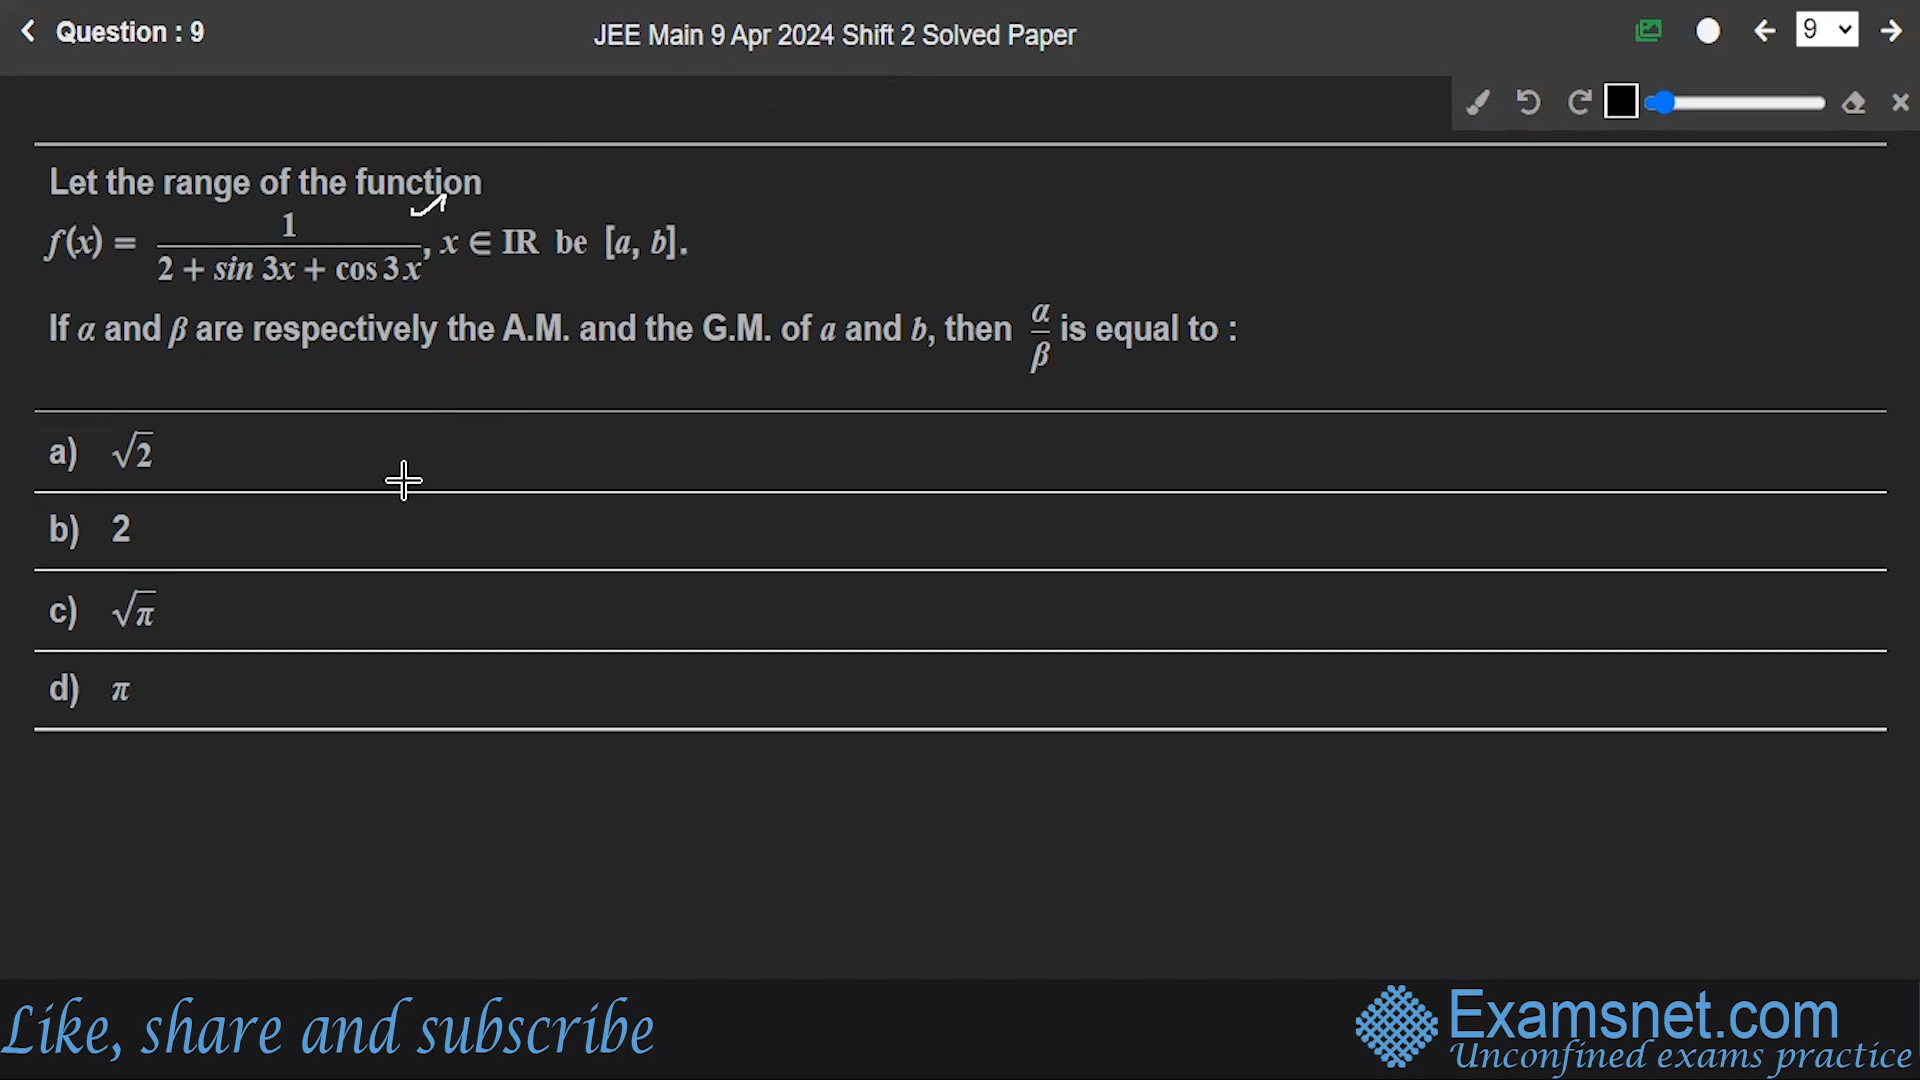 Question : 9
JEE Main 9 Apr 2024 Shift 2 Solved Paper
9
Let the range of the function
f(x) = 1 / (2 + sin 3x + cos 3x), x ∈ IR be [a, b].
If α and β are respectively the A.M. and the G.M. of a and b, then α/β is equal to :
a) √2
b) 2
c) √π
d) π
Like, share and subscribe
Examsnet.com
Unconfined exams practice